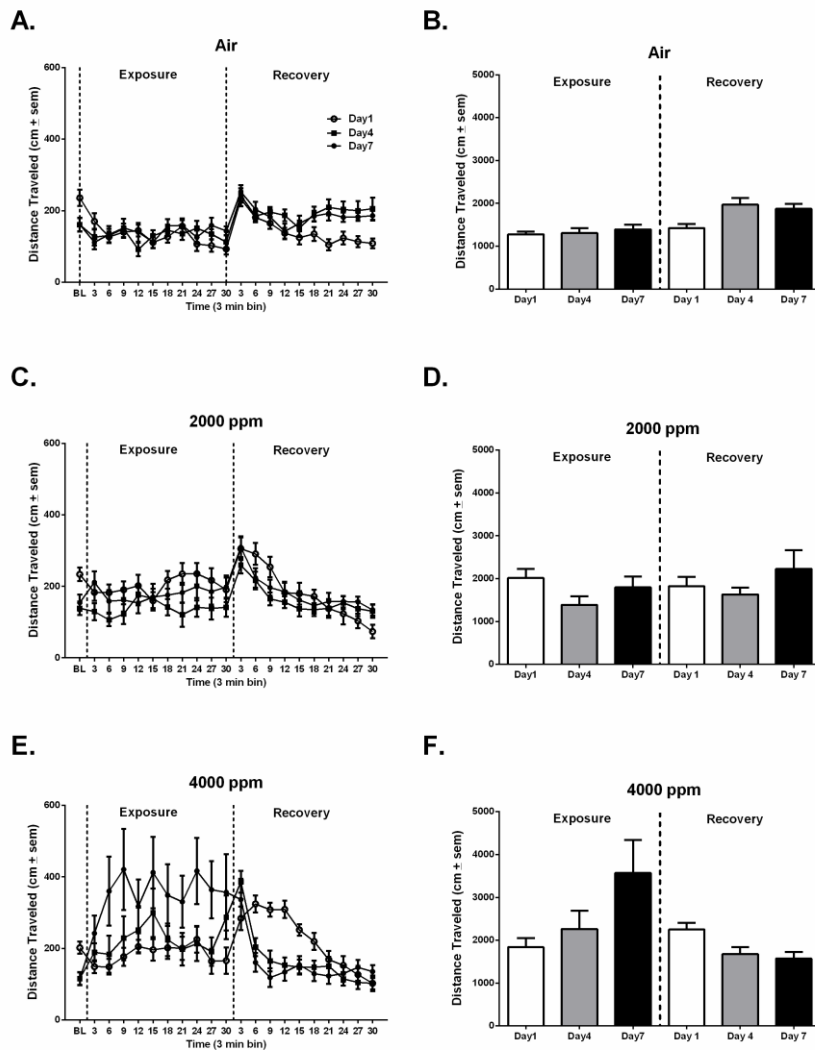 A.
Air
Exposure Recovery
Day1
Day4
Day7
600
400
200
0
Distance Traveled (cm ± sem)
BL 3 6 9 12 15 18 21 24 27 30 3 6 9 12 15 18 21 24 27 30
Time (3 min bin)
B.
Air
Exposure Recovery
5000
4000
3000
2000
1000
0
Distance Traveled (cm ± sem)
Day1 Day4 Day7 Day 1 Day 4 Day 7
C.
2000 ppm
Exposure Recovery
600
400
200
0
Distance Traveled (cm ± sem)
BL 3 6 9 12 15 18 21 24 27 30 3 6 9 12 15 18 21 24 27 30
Time (3 min bin)
D.
2000 ppm
Exposure Recovery
5000
4000
3000
2000
1000
0
Distance Traveled (cm ± sem)
Day1 Day4 Day7 Day 1 Day 4 Day 7
E.
4000 ppm
Exposure Recovery
600
400
200
0
Distance Traveled (cm ± sem)
BL 3 6 9 12 15 18 21 24 27 30 3 6 9 12 15 18 21 24 27 30
Time (3 min bin)
F.
4000 ppm
Exposure Recovery
5000
4000
3000
2000
1000
0
Distance Traveled (cm ± sem)
Day1 Day4 Day7 Day 1 Day 4 Day 7